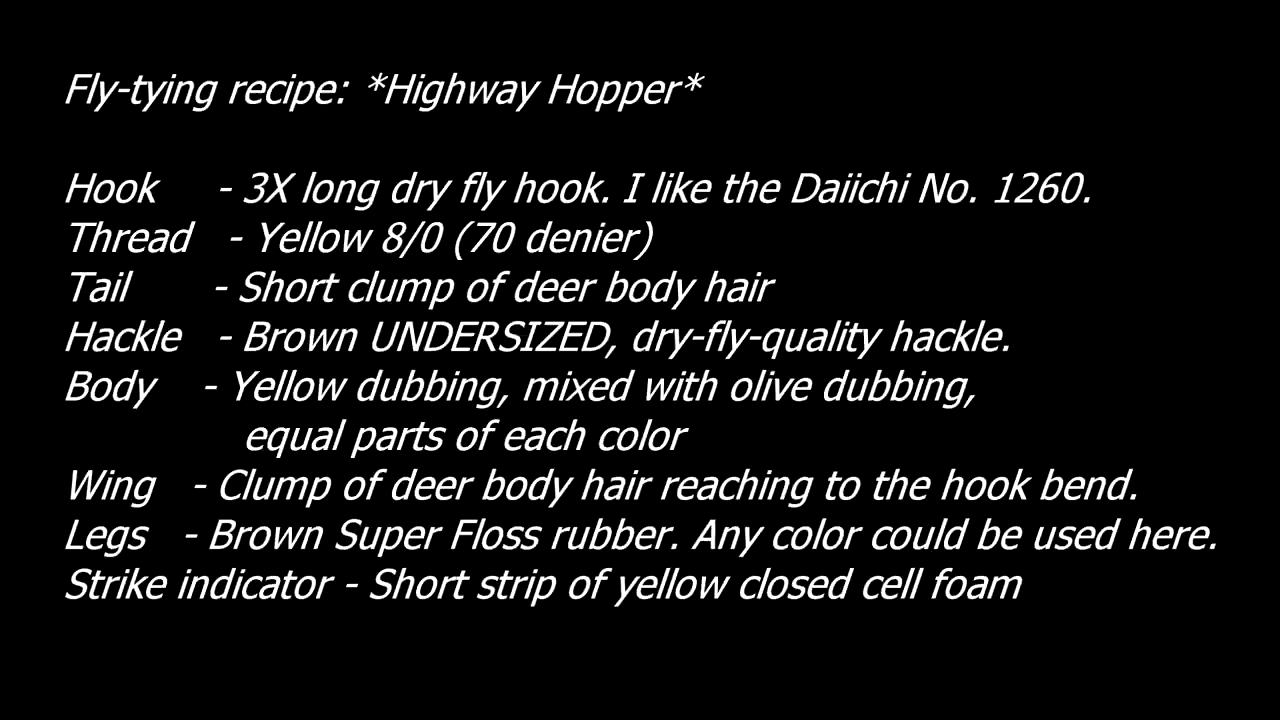 Fly-tying recipe: *Highway Hopper*
Hook - 3X long dry fly hook. I like the Daiichi No. 1260.
Thread - Yellow 8/0 (70 denier)
Tail - Short clump of deer body hair
Hackle - Brown UNDERSIZED, dry-fly-quality hackle.
Body - Yellow dubbing, mixed with olive dubbing,
equal parts of each color
Wing - Clump of deer body hair reaching to the hook bend.
Legs - Brown Super Floss rubber. Any color could be used here.
Strike indicator - Short strip of yellow closed cell foam